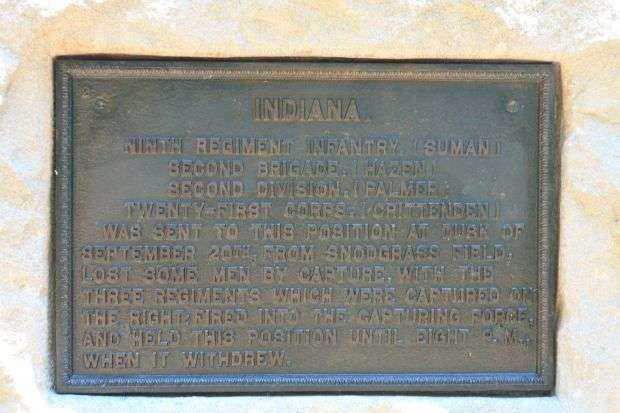 INDIANA.
NINTH REGIMENT INFANTRY, (SUMAN)
SECOND BRIGADE, (HAZEN)
SECOND DIVISION, (PALMER)
TWENTY-FIRST CORPS- (CRITTENDEN)
WAS SENT TO THIS POSITION AT DUSK OF
SEPTEMBER 20TH, FROM SNODGRASS FIELD,
LOST SOME MEN BY CAPTURE, WITH THE
THREE REGIMENTS WHICH WERE CAPTURED ON
THE RIGHT, FIRED INTO THE CAPTURING FORCE,
AND HELD THIS POSITION UNTIL EIGHT P.M.,
WHEN IT WITHDREW.